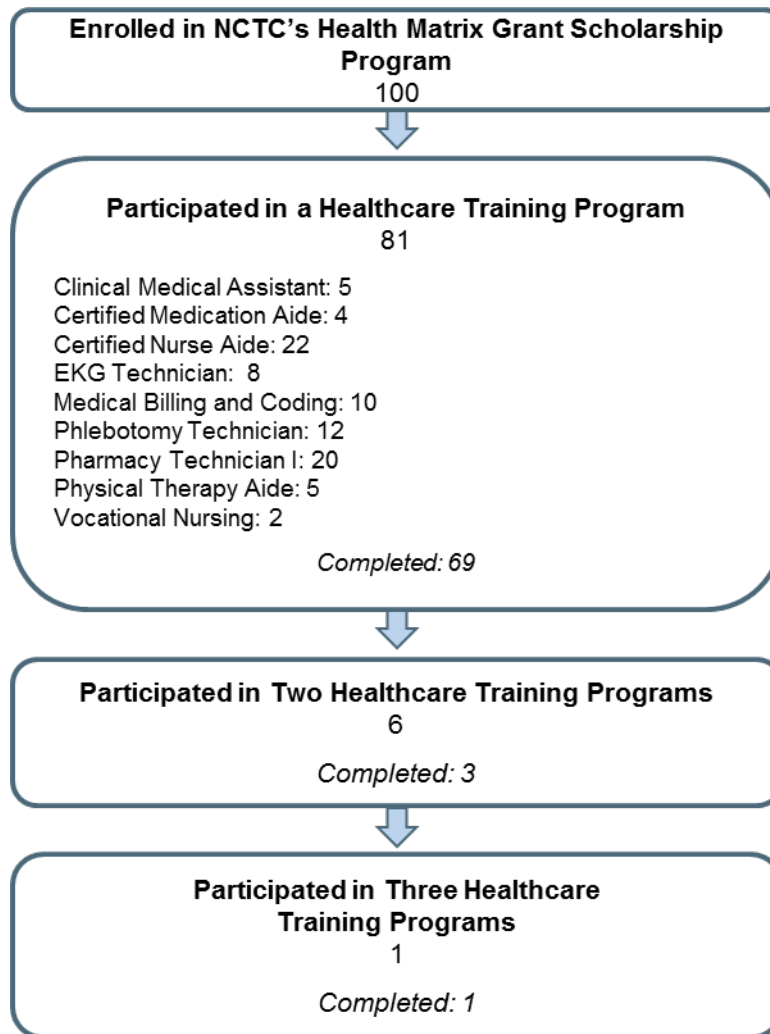 Enrolled in NCTC's Health Matrix Grant Scholarship
Program
100
Participated in a Healthcare Training Program
81
Clinical Medical Assistant: 5
Certified Medication Aide: 4
Certified Nurse Aide: 22
EKG Technician:  8
Medical Billing and Coding: 10
Phlebotomy Technician: 12
Pharmacy Technician I: 20
Physical Therapy Aide: 5
Vocational Nursing: 2
Completed: 69
Participated in Two Healthcare Training Programs
6
Completed: 3
Participated in Three Healthcare
Training Programs
1
Completed: 1